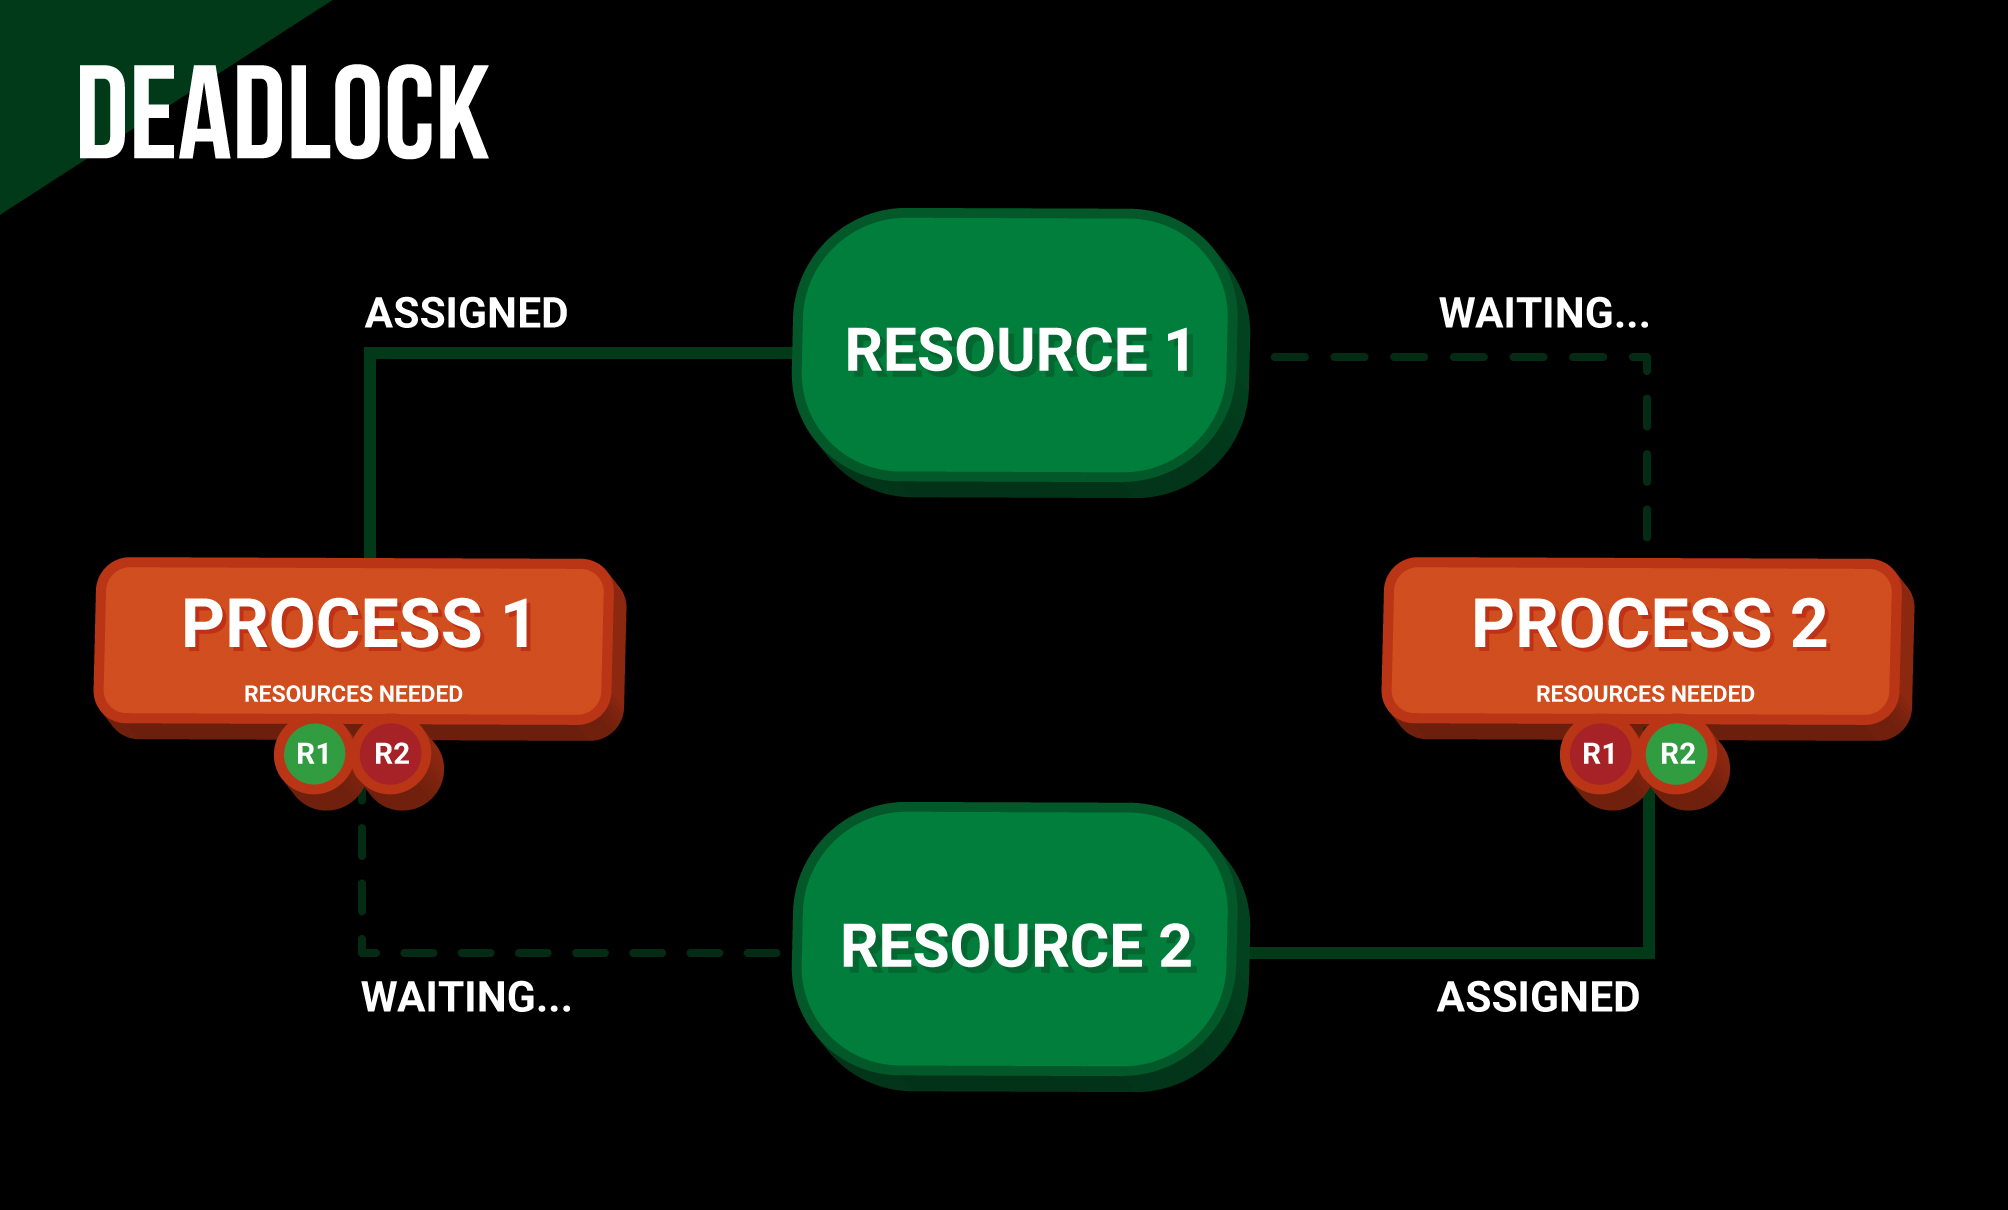 DEADLOCK
ASSIGNED
RESOURCE 1
WAITING...
PROCESS 1
RESOURCES NEEDED
R1 R2
PROCESS 2
RESOURCES NEEDED
R1 R2
WAITING...
RESOURCE 2
ASSIGNED